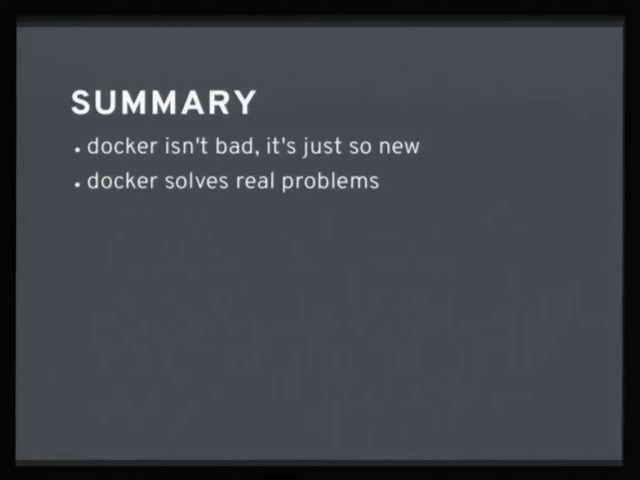 SUMMARY
• docker isn't bad, it's just so new
• docker solves real problems